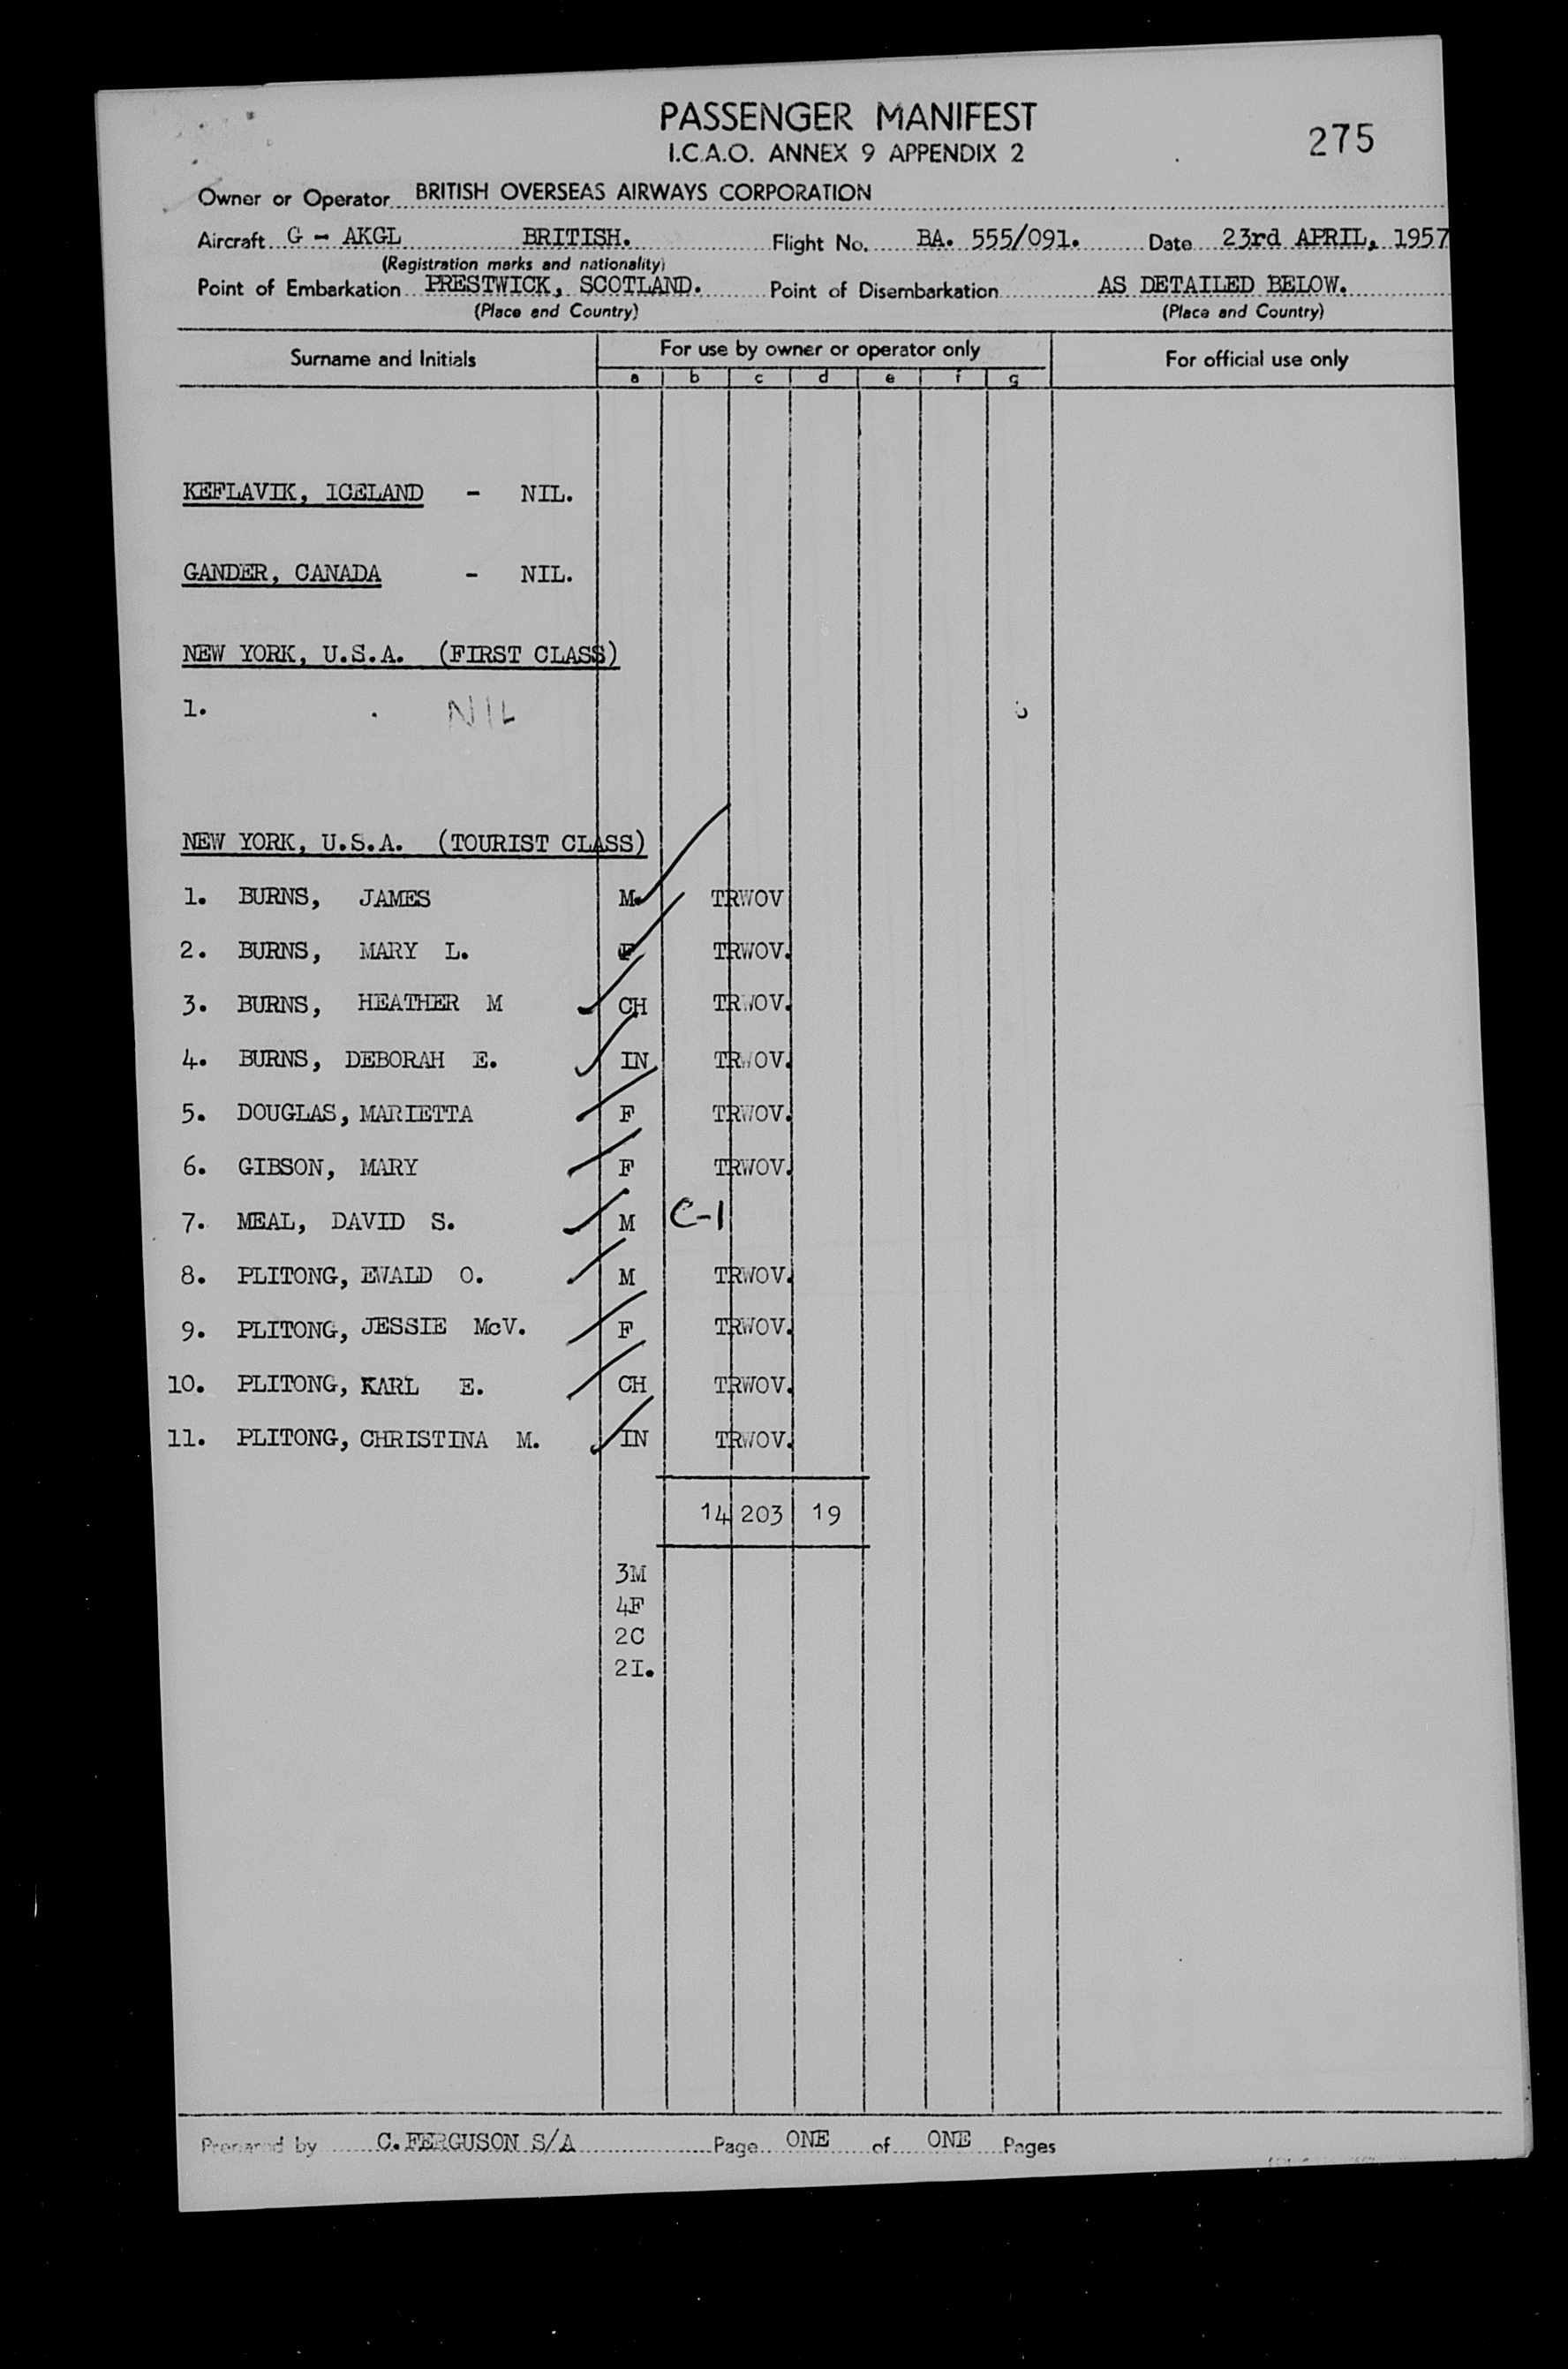 PASSENGER MANIFEST
I.C.A.O. ANNEX 9 APPENDIX 2
275
Owner or Operator BRITISH OVERSEAS AIRWAYS CORPORATION
Aircraft G - AKGL BRITISH. Flight No. BA. 555/091. Date 23rd APRIL, 1957
(Registration marks and nationality)
Point of Embarkation PRESTWICK, SCOTLAND. Point of Disembarkation AS DETAILED BELOW.
(Place and Country) (Place and Country)
Surname and Initials For use by owner or operator only For official use only
a b c d e f g
KEFLAVIK, ICELAND - NIL.
GANDER, CANADA - NIL.
NEW YORK, U.S.A. (FIRST CLASS)
1. NIL
NEW YORK, U.S.A. (TOURIST CLASS)
1. BURNS, JAMES M. TRWOV
2. BURNS, MARY L. F TRWOV.
3. BURNS, HEATHER M CH TRWOV.
4. BURNS, DEBORAH E. IN TRWOV.
5. DOUGLAS, MARIETTA F TRWOV.
6. GIBSON, MARY F TRWOV.
7. MEAL, DAVID S. M C-1
8. PLITONG, EWALD O. M TRWOV.
9. PLITONG, JESSIE McV. F TRWOV.
10. PLITONG, KARL E. CH TRWOV.
11. PLITONG, CHRISTINA M. IN TRWOV.
14 203 19
3M
4F
2C
2I.
Prepared by C. FERGUSON S/A Page ONE of ONE Pages